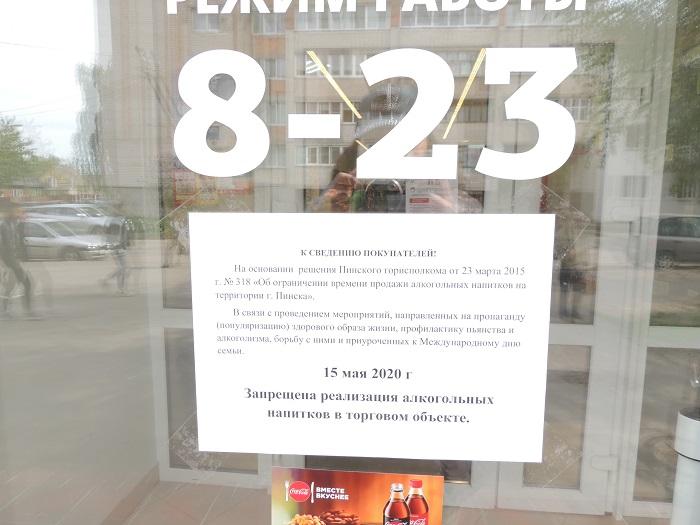 РЕЖИМ РАБОТЫ
8-23
К СВЕДЕНИЮ ПОКУПАТЕЛЕЙ!
На основании решения Пинского горисполкома от 23 марта 2015
г. № 318 «Об ограничении времени продажи алкогольных напитков на
территории г. Пинска».
В связи с проведением мероприятий, направленных на пропаганду
(популяризацию) здорового образа жизни, профилактику пьянства и
алкоголизма, борьбу с ними и приуроченных к Международному дню
семьи.
15 мая 2020 г
Запрещена реализация алкогольных
напитков в торговом объекте.
Coca-Cola
ВМЕСТЕ
ВКУСНЕЕ